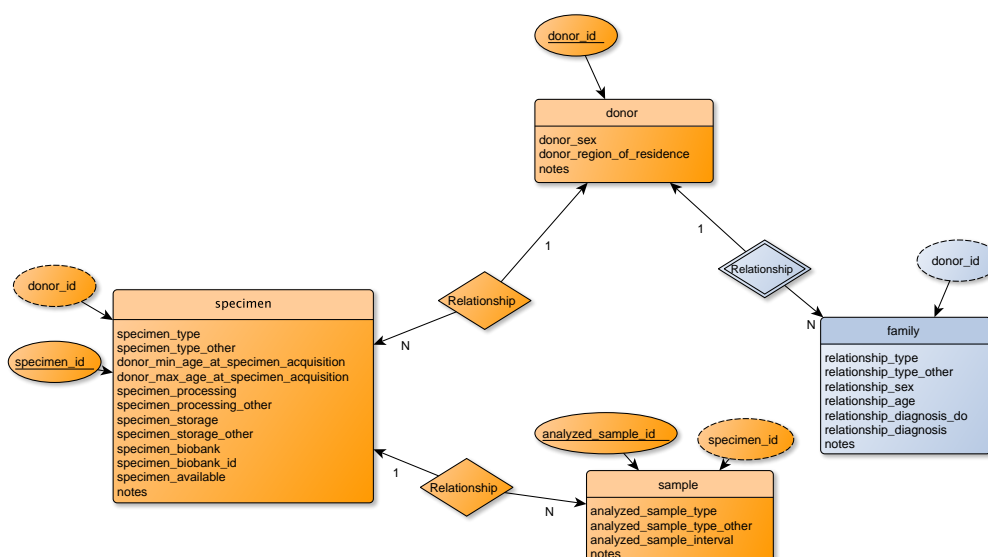 donor_id
donor
donor_sex
donor_region_of_residence
notes
1
1
Relationship
donor_id
donor_id
specimen
Relationship
N
N
family
specimen_type
specimen_type_other
donor_min_age_at_specimen_acquisition
donor_max_age_at_specimen_acquisition
specimen_processing
specimen_processing_other
specimen_storage
specimen_storage_other
specimen_biobank
specimen_biobank_id
specimen_available
notes
specimen_id
relationship_type
relationship_type_other
relationship_sex
relationship_age
relationship_diagnosis_do
relationship_diagnosis
notes
analyzed_sample_id
specimen_id
1
Relationship
N
sample
analyzed_sample_type
analyzed_sample_type_other
analyzed_sample_interval
notes